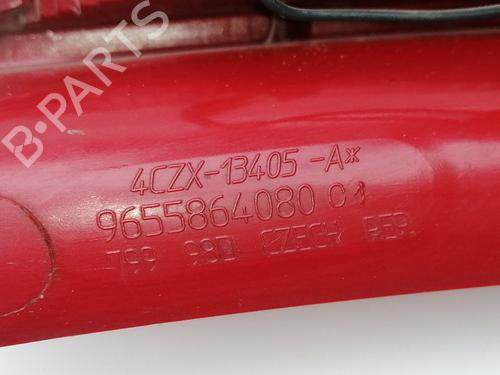 B-PARTS
4CZX-13405-A*
9655864080 01
799 98D CZECH REP.